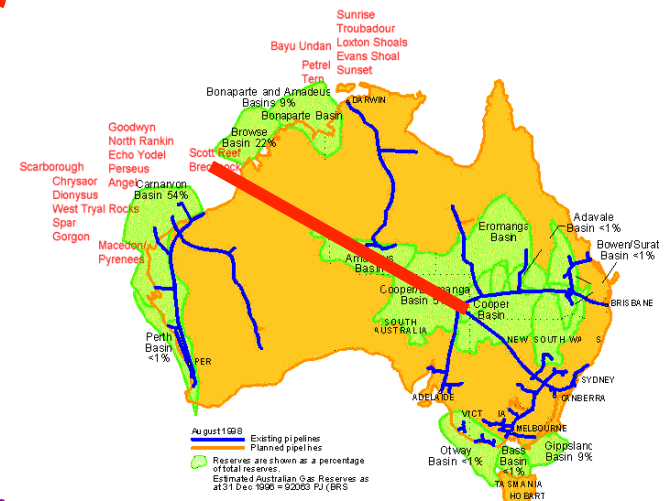 Sunrise
Troubadour
Loxton Shoals
Evans Shoal
Sunset
Bayu Undan
Petrel
Tern
Bonaparte and Amadeus
Basins 9%
Bonaparte Basin
DARWIN
Browse
Basin 22%
Scott Reef
Goodwyn
North Rankin
Echo Yodel
Perseus
Angel
Scarborough
Chrysaor
Dionysus
West Tryal Rocks
Spar
Gorgon
Carnarvon
Basin 54%
Macedon/
Pyrenees
Eromanga
Basin
Adavale
Basin <1%
Bowen/Surat
Basin <1%
BRISBANE
Basin
Cooper/
Basin
Cooper
Basin
SOUTH
AUSTRALIA
NEW SOUTH WA S
Perth
Basin
<1%
PER
SYDNEY
CANBERRA
ADELAIDE
VICT IA
MELBOURNE
Otway
Basin <1%
Bass
Basin
<1%
Gippsland
Basin 9%
TASMANIA
HOBART
August 1998
Existing pipelines
Planned pipelines
Reserves are shown as a percentage
of total reserves.
Estimated Australian Gas Reserves as
at 31 Dec 1996 = 92063 PJ (BRS